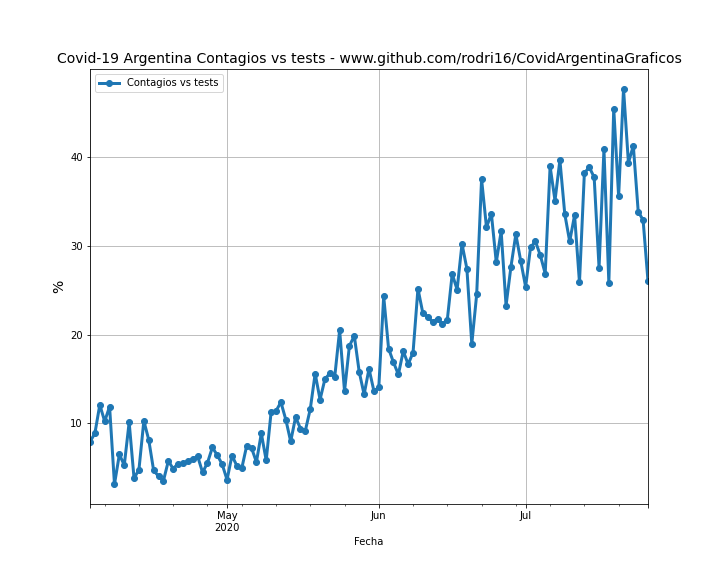 Covid-19 Argentina Contagios vs tests - www.github.com/rodri16/CovidArgentinaGraficos
Contagios vs tests
%
40
30
20
10
May
2020
Jun
Jul
Fecha